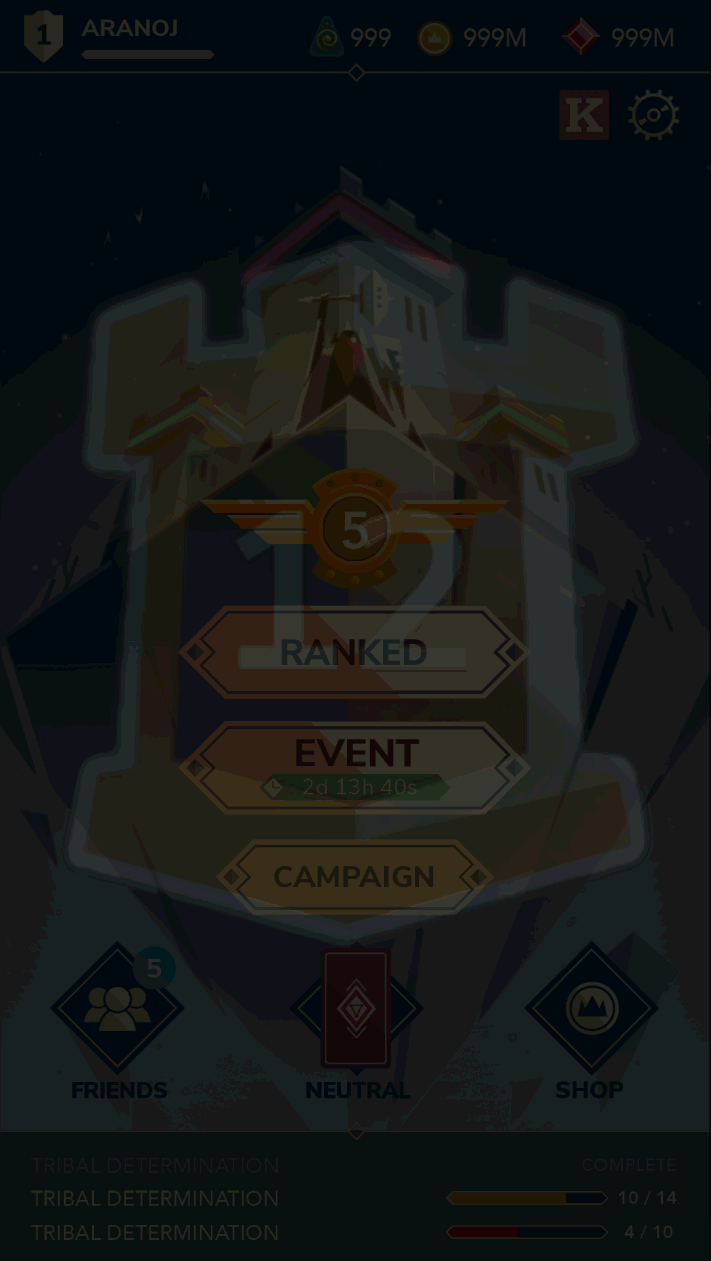 1 ARANOJ 999 999M 999M
K
5
12
RANKED
EVENT
2d 13h 40s
CAMPAIGN
5
FRIENDS NEUTRAL SHOP
TRIBAL DETERMINATION COMPLETE
TRIBAL DETERMINATION 10 / 14
TRIBAL DETERMINATION 4 / 10